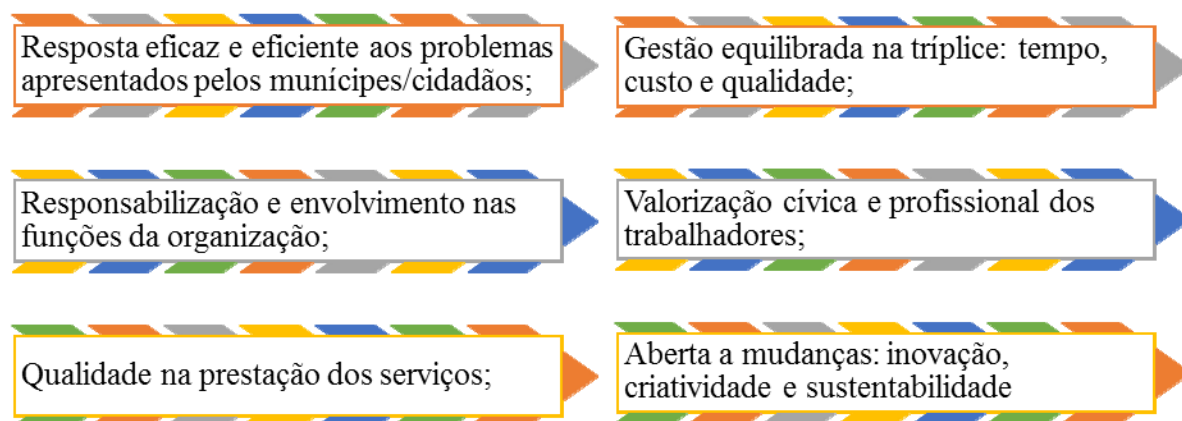 Resposta eficaz e eficiente aos problemas
apresentados pelos munícipes/cidadãos;
Gestão equilibrada na tríplice: tempo,
custo e qualidade;
Responsabilização e envolvimento nas
funções da organização;
Valorização cívica e profissional dos
trabalhadores;
Qualidade na prestação dos serviços;
Aberta a mudanças: inovação,
criatividade e sustentabilidade